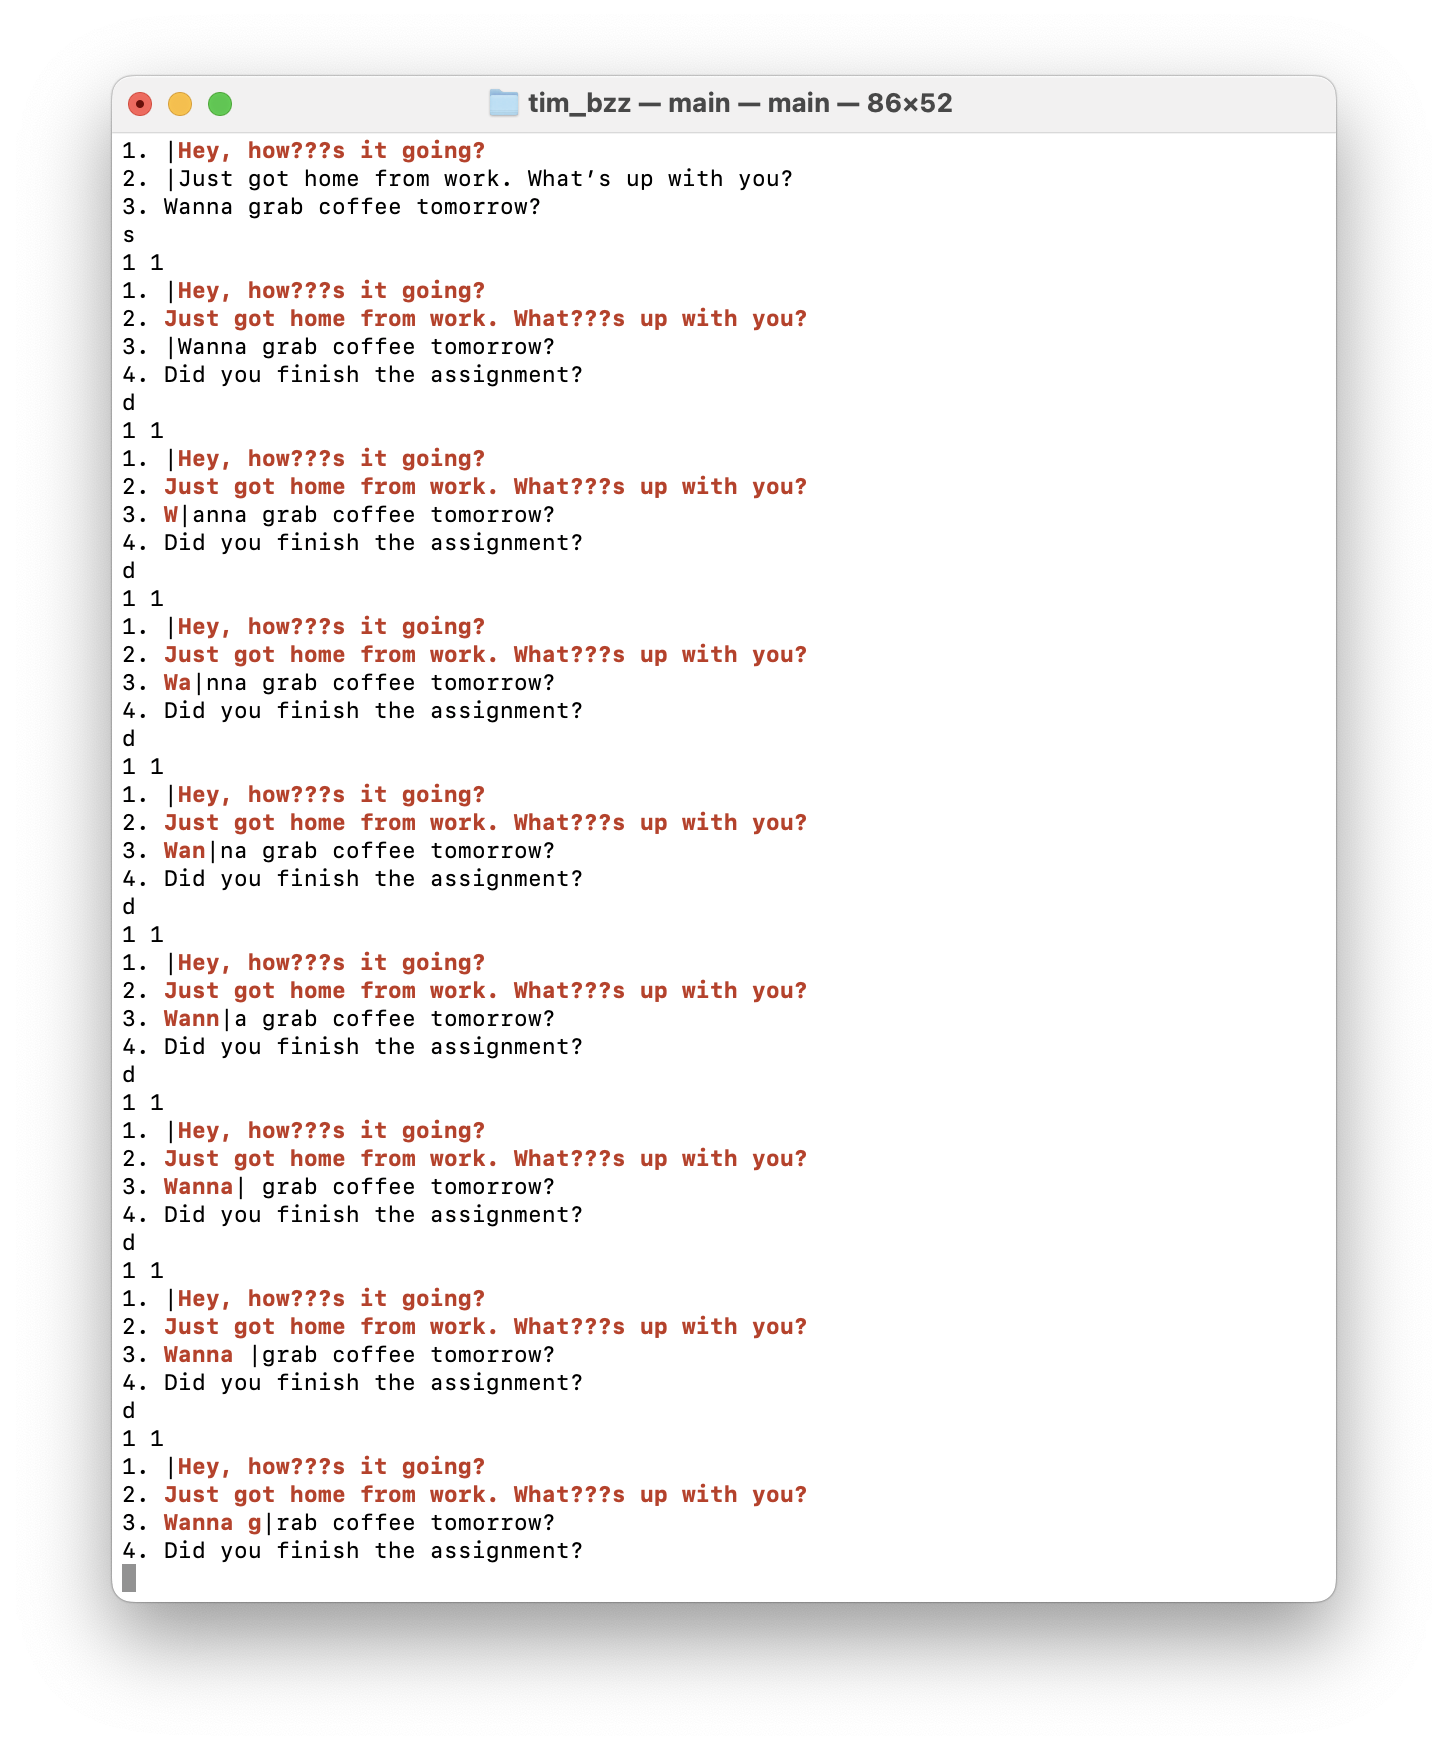 tim_bzz — main — main — 86×52
1. |Hey, how???s it going?
2. |Just got home from work. What’s up with you?
3. Wanna grab coffee tomorrow?
s
1 1
1. |Hey, how???s it going?
2. Just got home from work. What???s up with you?
3. |Wanna grab coffee tomorrow?
4. Did you finish the assignment?
d
1 1
1. |Hey, how???s it going?
2. Just got home from work. What???s up with you?
3. W|anna grab coffee tomorrow?
4. Did you finish the assignment?
d
1 1
1. |Hey, how???s it going?
2. Just got home from work. What???s up with you?
3. Wa|nna grab coffee tomorrow?
4. Did you finish the assignment?
d
1 1
1. |Hey, how???s it going?
2. Just got home from work. What???s up with you?
3. Wan|na grab coffee tomorrow?
4. Did you finish the assignment?
d
1 1
1. |Hey, how???s it going?
2. Just got home from work. What???s up with you?
3. Wann|a grab coffee tomorrow?
4. Did you finish the assignment?
d
1 1
1. |Hey, how???s it going?
2. Just got home from work. What???s up with you?
3. Wanna| grab coffee tomorrow?
4. Did you finish the assignment?
d
1 1
1. |Hey, how???s it going?
2. Just got home from work. What???s up with you?
3. Wanna |grab coffee tomorrow?
4. Did you finish the assignment?
d
1 1
1. |Hey, how???s it going?
2. Just got home from work. What???s up with you?
3. Wanna g|rab coffee tomorrow?
4. Did you finish the assignment?